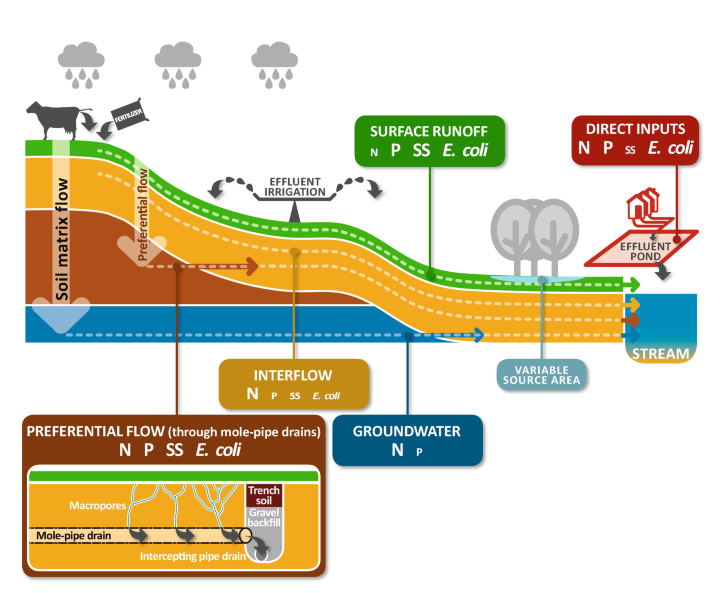 FERTILIZER
SURFACE RUNOFF
N P SS E. coli
DIRECT INPUTS
N P SS E. coli
Soil matrix flow
Preferential flow
EFFLUENT
IRRIGATION
EFFLUENT
POND
STREAM
INTERFLOW
N P SS E. coli
VARIABLE
SOURCE AREA
PREFERENTIAL FLOW (through mole-pipe drains)
N P SS E. coli
GROUNDWATER
N P
Macropores
Trench
soil
Gravel
backfill
Mole-pipe drain
Intercepting pipe drain